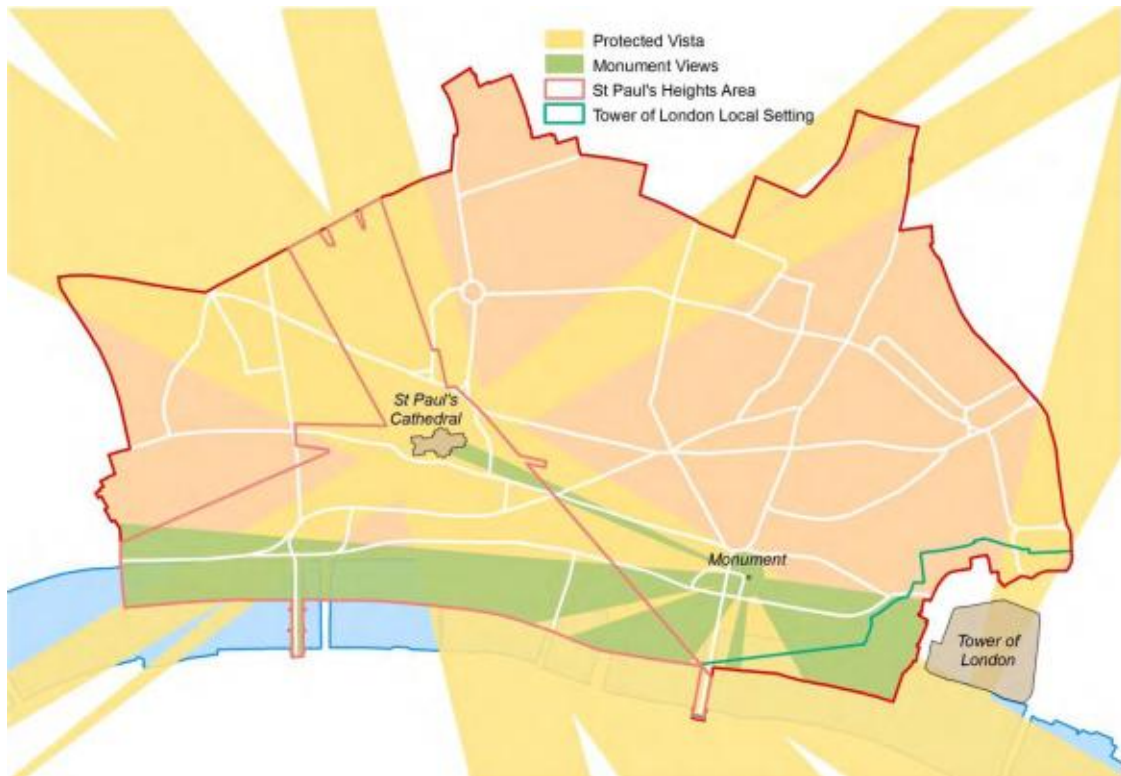 Protected Vista
Monument Views
St Paul's Heights Area
Tower of London Local Setting
St Paul's
Cathedral
Monument
Tower of
London